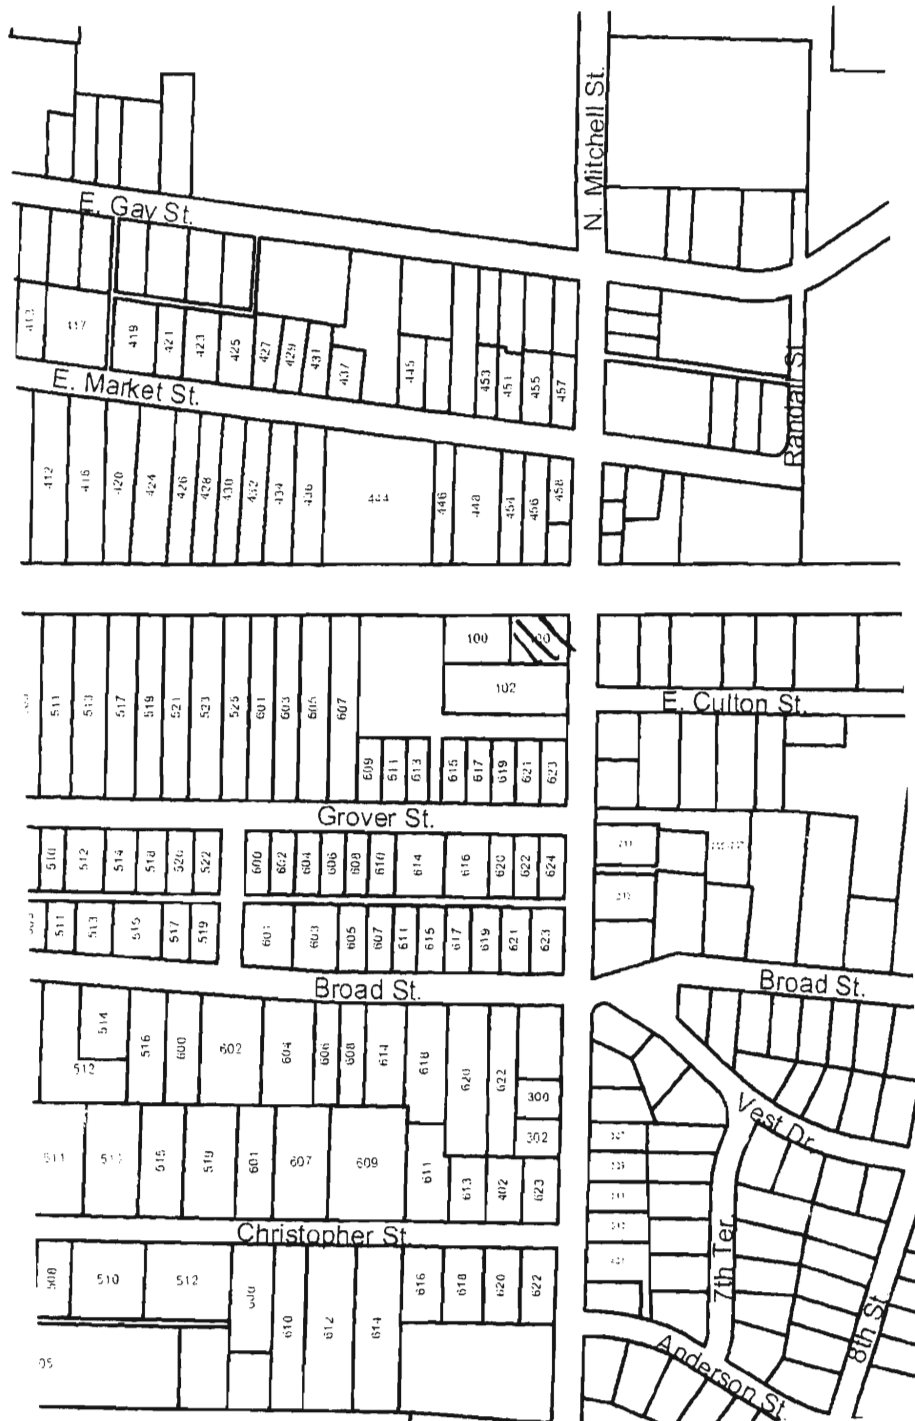 N. Mitchell St.
E. Gay St.
417 419 421 423 425 427 429 431 437 445 453 451 455 457
E. Market St.
Randall St.
412 416 420 424 426 428 430 432 434 436 444 446 448 454 456 458
100
102
511 513 517 519 521 523 525 601 603 605 607
E. Culton St.
609 611 613 615 617 619 621 623
Grover St.
510 512 514 518 520 522 600 602 604 606 608 610 614 616 620 622 624
511 513 515 517 519 601 603 605 607 611 615 617 619 621 623
Broad St.
Broad St.
514 516 600 602 604 606 608 614 618 620 622
512
300
302
Vest Dr.
511 515 519 601 607 609 611 613 402 623
Christopher St.
7th Ter.
508 510 512 600 610 612 614 616 618 620 622
8th St.
Anderson St.